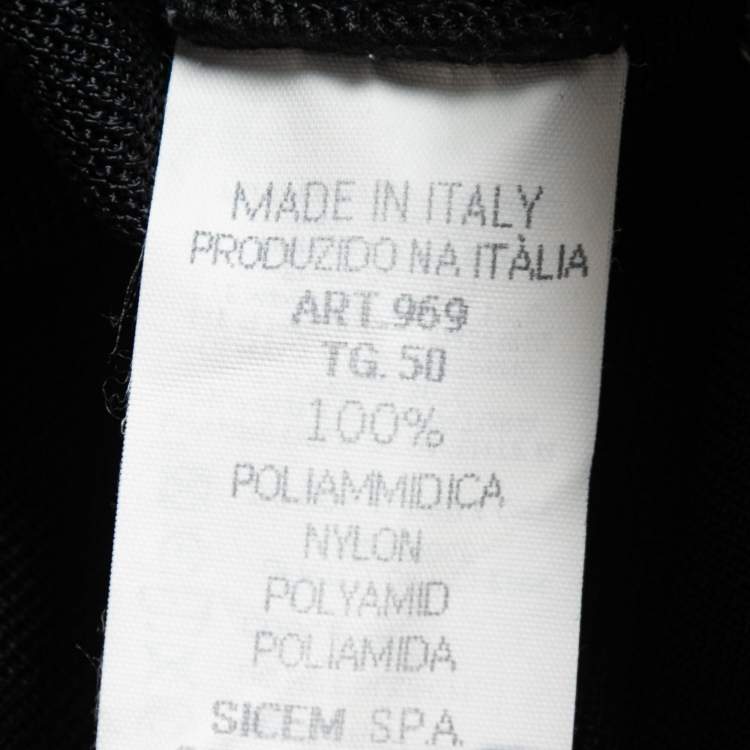 MADE IN ITALY
PRODUZIDO NA ITÀLIA
ART.969
TG. 50
100%
POLIAMMIDICA
NYLON
POLYAMID
POLIAMIDA
SICEM S.P.A.